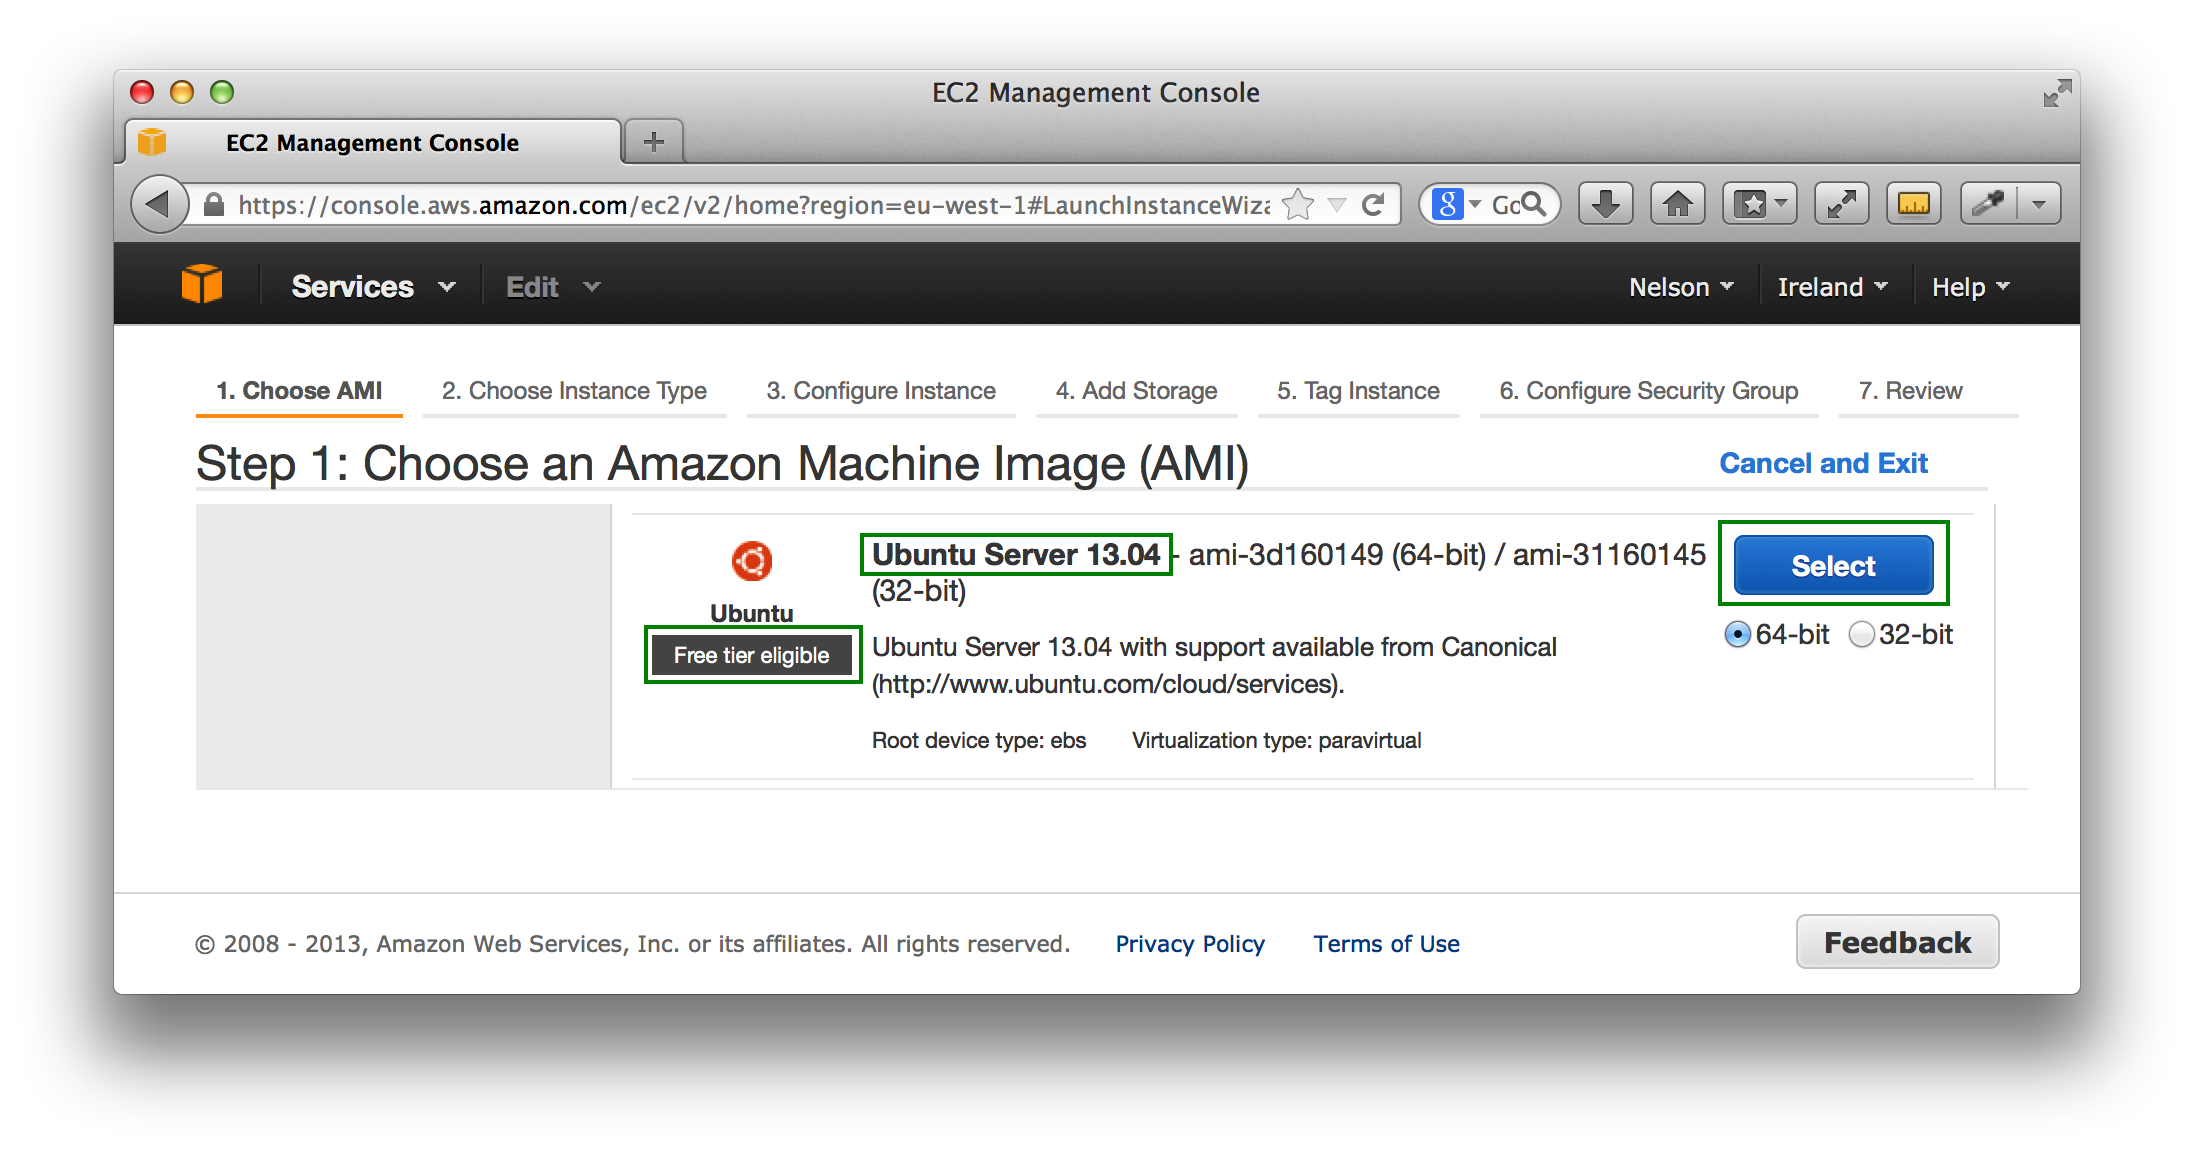 EC2 Management Console
EC2 Management Console
https://console.aws.amazon.com/ec2/v2/home?region=eu-west-1#LaunchInstanceWiza
Services Edit Nelson Ireland Help
1. Choose AMI 2. Choose Instance Type 3. Configure Instance 4. Add Storage 5. Tag Instance 6. Configure Security Group 7. Review
Step 1: Choose an Amazon Machine Image (AMI) Cancel and Exit
Ubuntu
Free tier eligible
Ubuntu Server 13.04 - ami-3d160149 (64-bit) / ami-31160145
(32-bit)
Ubuntu Server 13.04 with support available from Canonical
(http://www.ubuntu.com/cloud/services).
Root device type: ebs Virtualization type: paravirtual
Select
64-bit 32-bit
© 2008 - 2013, Amazon Web Services, Inc. or its affiliates. All rights reserved. Privacy Policy Terms of Use Feedback